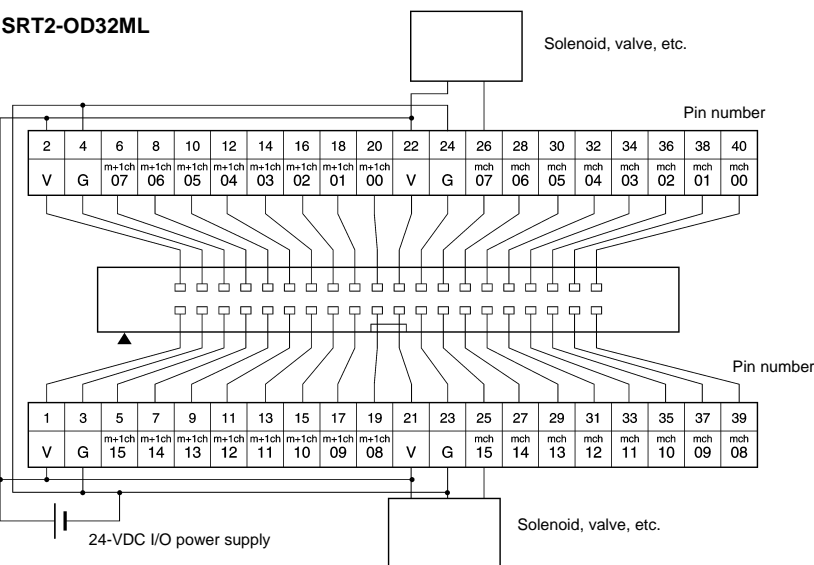 SRT2-OD32ML
Solenoid, valve, etc.
Pin number
2 4 6 8 10 12 14 16 18 20 22 24 26 28 30 32 34 36 38 40
m+1ch m+1ch m+1ch m+1ch m+1ch m+1ch m+1ch m+1ch mch mch mch mch mch mch mch mch
V G 07 06 05 04 03 02 01 00 V G 07 06 05 04 03 02 01 00
Pin number
1 3 5 7 9 11 13 15 17 19 21 23 25 27 29 31 33 35 37 39
m+1ch m+1ch m+1ch m+1ch m+1ch m+1ch m+1ch m+1ch mch mch mch mch mch mch mch mch
V G 15 14 13 12 11 10 09 08 V G 15 14 13 12 11 10 09 08
Solenoid, valve, etc.
24-VDC I/O power supply